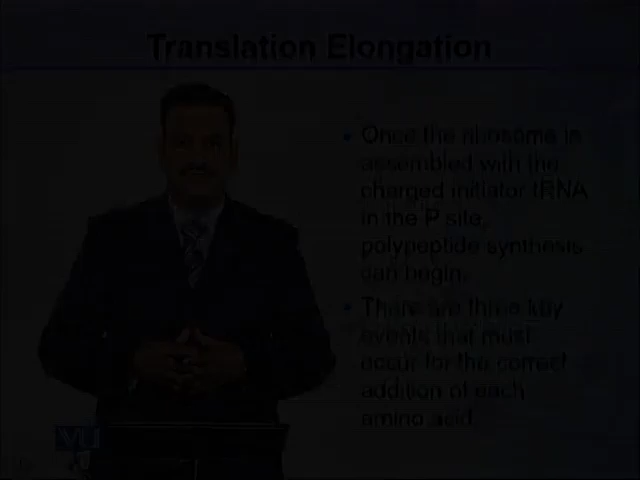 Translation Elongation
• Once the ribosome is
assembled with the
charged initiator tRNA
in the P site,
polypeptide synthesis
can begin.
• There are three key
events that must
occur for the correct
addition of each
amino acid.
VU